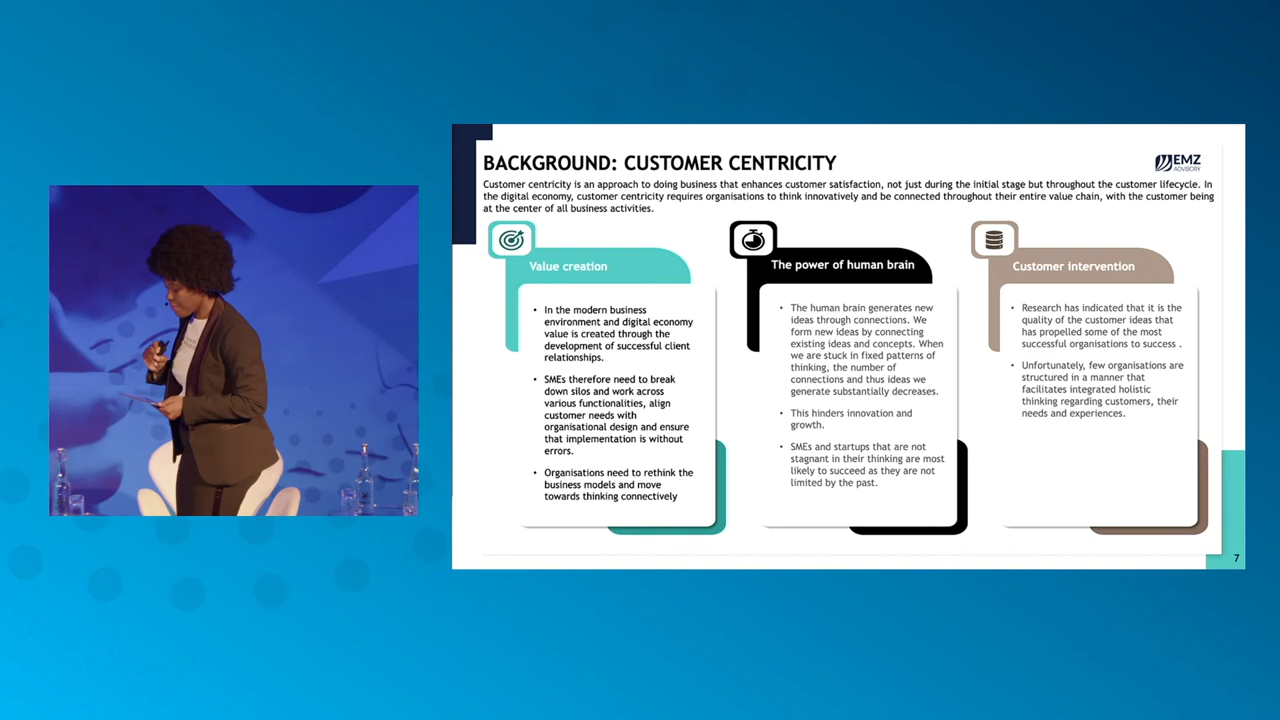 BACKGROUND: CUSTOMER CENTRICITY
EMZ
ADVISORY
Customer centricity is an approach to doing business that enhances customer satisfaction, not just during the initial stage but throughout the customer lifecycle. In
the digital economy, customer centricity requires organisations to think innovatively and be connected throughout their entire value chain, with the customer being
at the center of all business activities.
Value creation
• In the modern business
environment and digital economy
value is created through the
development of successful client
relationships.
• SMEs therefore need to break
down silos and work across
various functionalities, align
customer needs with
organisational design and ensure
that implementation is without
errors.
• Organisations need to rethink the
business models and move
towards thinking connectively
The power of human brain
• The human brain generates new
ideas through connections. We
form new ideas by connecting
existing ideas and concepts. When
we are stuck in fixed patterns of
thinking, the number of
connections and thus ideas we
generate substantially decreases.
• This hinders innovation and
growth.
• SMEs and startups that are not
stagnant in their thinking are most
likely to succeed as they are not
limited by the past.
Customer intervention
• Research has indicated that it is the
quality of the customer ideas that
has propelled some of the most
successful organisations to success .
• Unfortunately, few organisations are
structured in a manner that
facilitates integrated holistic
thinking regarding customers, their
needs and experiences.
7